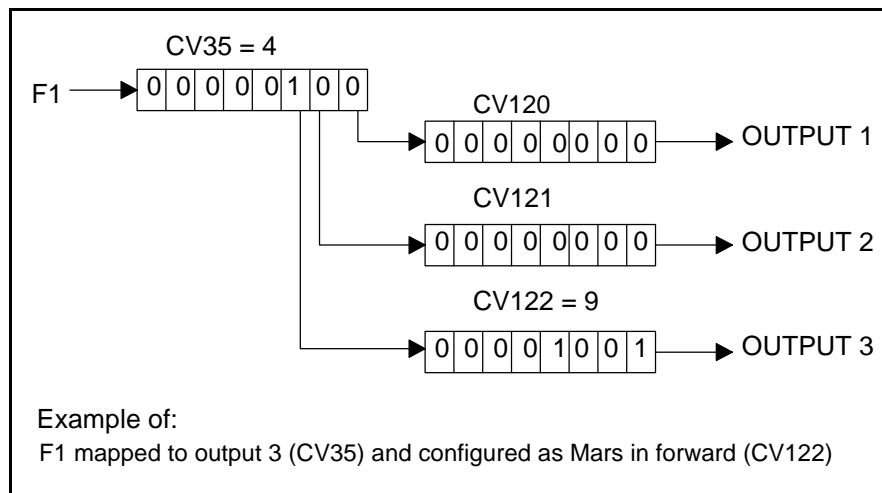 CV35 = 4
F1 0 0 0 0 0 1 0 0
CV120
0 0 0 0 0 0 0 0 OUTPUT 1
CV121
0 0 0 0 0 0 0 0 OUTPUT 2
CV122 = 9
0 0 0 0 1 0 0 1 OUTPUT 3
Example of:
F1 mapped to output 3 (CV35) and configured as Mars in forward (CV122)